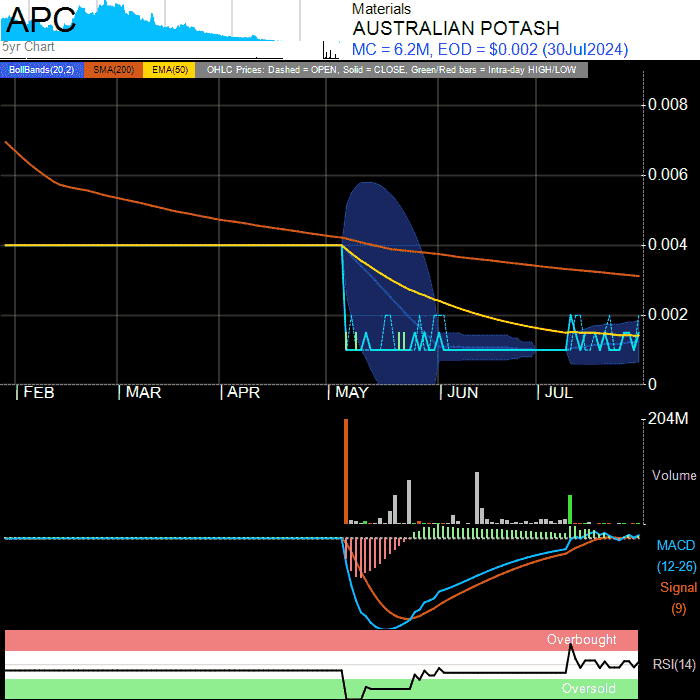 APC
5yr Chart
Materials
AUSTRALIAN POTASH
MC = 6.2M, EOD = $0.002 (30Jul2024)
BollBands(20,2) SMA(200) EMA(50) OHLC Prices: Dashed = OPEN, Solid = CLOSE, Green/Red bars = Intra-day HIGH/LOW
0.008
0.006
0.004
0.002
0
FEB MAR APR MAY JUN JUL
204M
Volume
MACD
(12-26)
Signal
(9)
Overbought
RSI(14)
Oversold